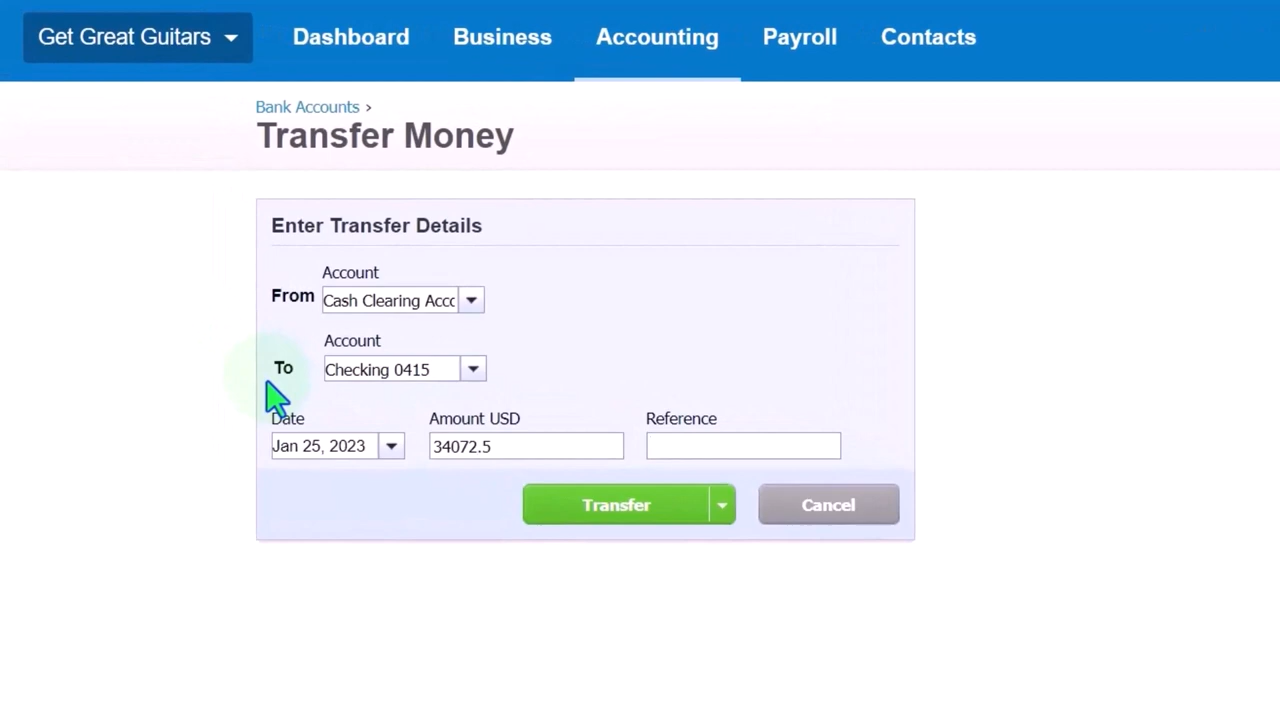 Get Great Guitars Dashboard Business Accounting Payroll Contacts
Bank Accounts ›
Transfer Money
Enter Transfer Details
Account
From Cash Clearing Acco
Account
To Checking 0415
Date Amount USD Reference
Jan 25, 2023 34072.5
Transfer Cancel